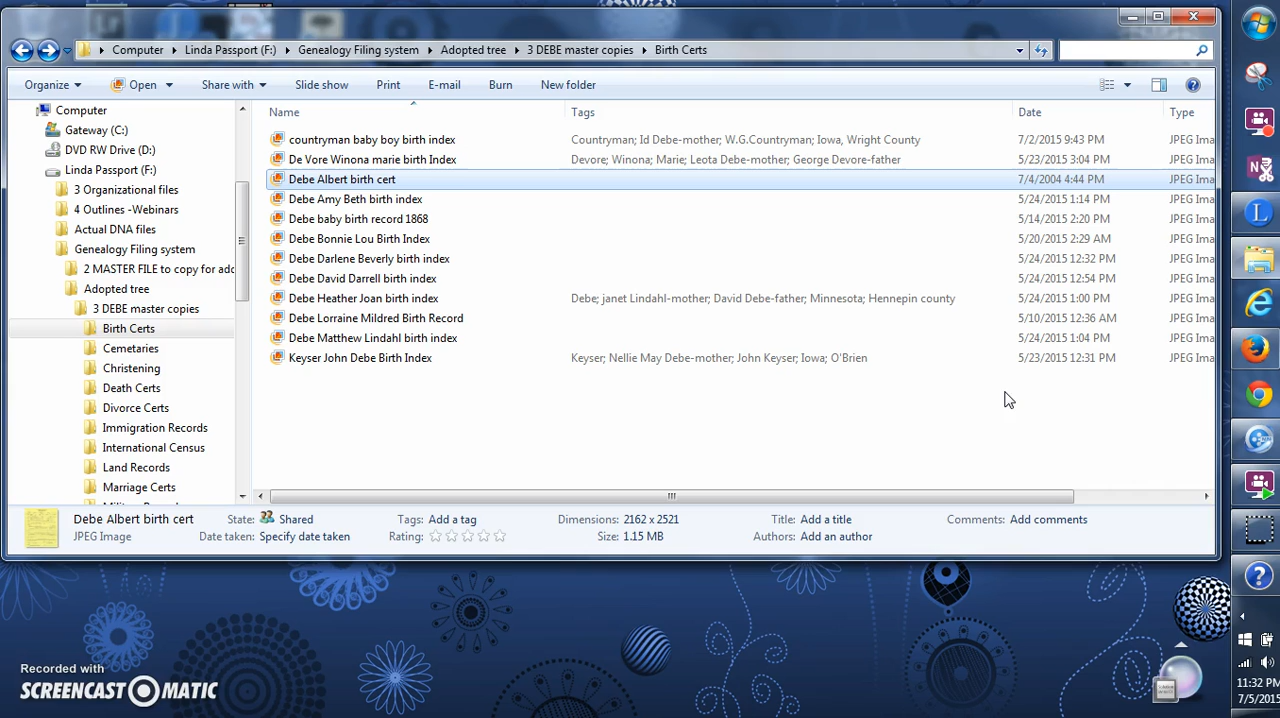 Computer Linda Passport (F:) Genealogy Filing system Adopted tree 3 DEBE master copies Birth Certs
Organize Open Share with Slide show Print E-mail Burn New folder
Computer
Gateway (C:)
DVD RW Drive (D:)
Linda Passport (F:)
3 Organizational files
4 Outlines -Webinars
Actual DNA files
Genealogy Filing system
2 MASTER FILE to copy for add
Adopted tree
3 DEBE master copies
Birth Certs
Cemetaries
Christening
Death Certs
Divorce Certs
Immigration Records
International Census
Land Records
Marriage Certs
Name Tags Date Type
countryman baby boy birth index Countryman; Id Debe-mother; W.G.Countryman; Iowa, Wright County 7/2/2015 9:43 PM JPEG Ima
De Vore Winona marie birth Index Devore; Winona; Marie; Leota Debe-mother; George Devore-father 5/23/2015 3:04 PM JPEG Ima
Debe Albert birth cert 7/4/2004 4:44 PM JPEG Ima
Debe Amy Beth birth index 5/24/2015 1:14 PM JPEG Ima
Debe baby birth record 1868 5/14/2015 2:20 PM JPEG Ima
Debe Bonnie Lou Birth Index 5/20/2015 2:29 AM JPEG Ima
Debe Darlene Beverly birth index 5/24/2015 12:32 PM JPEG Ima
Debe David Darrell birth index 5/24/2015 12:54 PM JPEG Ima
Debe Heather Joan birth index Debe; janet Lindahl-mother; David Debe-father; Minnesota; Hennepin county 5/24/2015 1:00 PM JPEG Ima
Debe Lorraine Mildred Birth Record 5/10/2015 12:36 AM JPEG Ima
Debe Matthew Lindahl birth index 5/24/2015 1:04 PM JPEG Ima
Keyser John Debe Birth Index Keyser; Nellie May Debe-mother; John Keyser; Iowa; O'Brien 5/23/2015 12:31 PM JPEG Ima
Debe Albert birth cert State: Shared Tags: Add a tag Dimensions: 2162 x 2521 Title: Add a title Comments: Add comments
JPEG Image Date taken: Specify date taken Rating: Size: 1.15 MB Authors: Add an author
Recorded with
SCREENCAST-O-MATIC
11:32 PM
7/5/2015